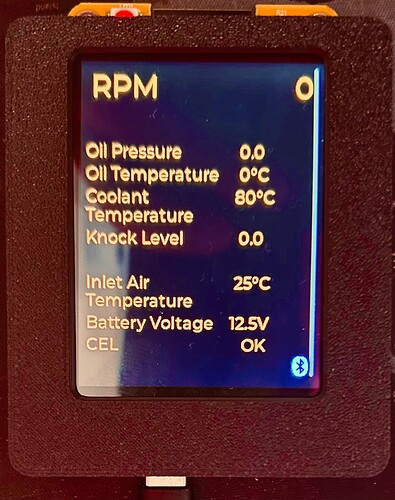 RPM 0
Oil Pressure 0.0
Oil Temperature 0°C
Coolant 80°C
Temperature
Knock Level 0.0
Inlet Air 25°C
Temperature
Battery Voltage 12.5V
CEL OK